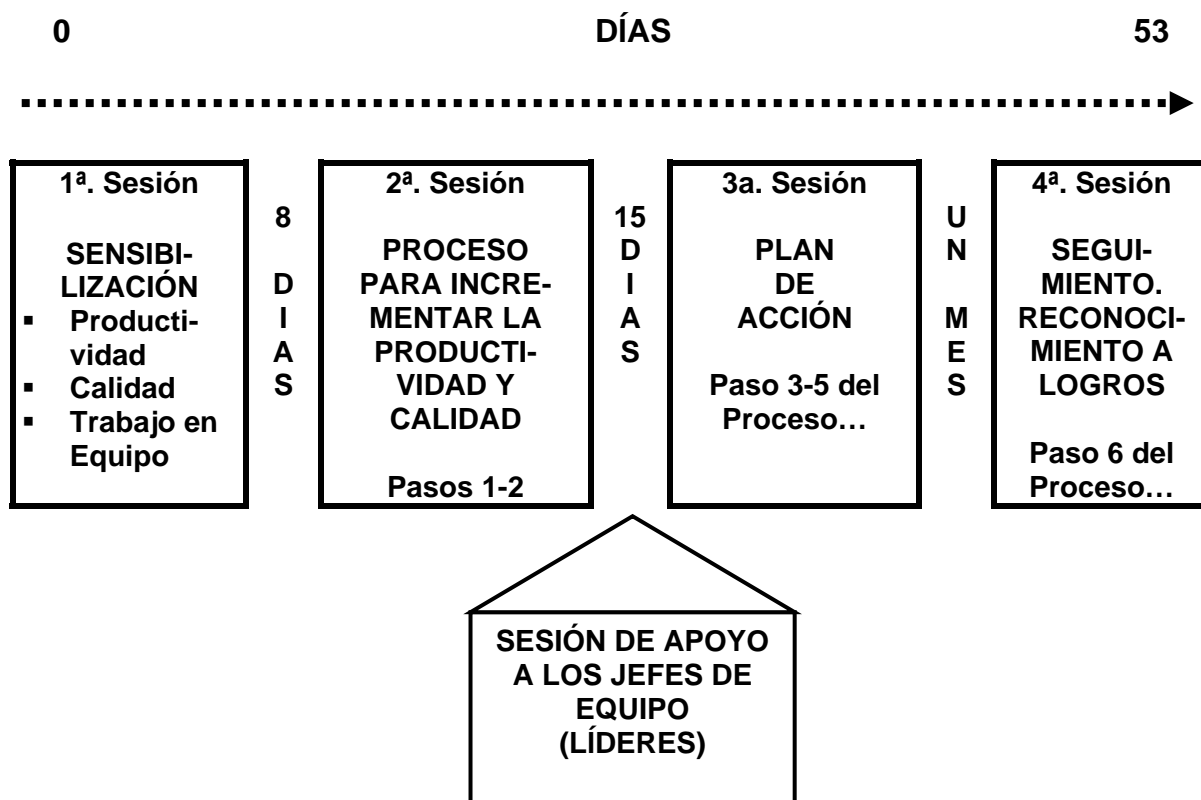 0 DÍAS 53
1ª. Sesión
SENSIBI-
LIZACIÓN
▪ Producti-
vidad
▪ Calidad
▪ Trabajo en
Equipo
8
D
I
A
S
2ª. Sesión
PROCESO
PARA INCRE-
MENTAR LA
PRODUCTI-
VIDAD Y
CALIDAD
Pasos 1-2
15
D
I
A
S
3a. Sesión
PLAN
DE
ACCIÓN
Paso 3-5 del
Proceso…
U
N
M
E
S
4ª. Sesión
SEGUI-
MIENTO.
RECONOCI-
MIENTO A
LOGROS
Paso 6 del
Proceso…
SESIÓN DE APOYO
A LOS JEFES DE
EQUIPO
(LÍDERES)